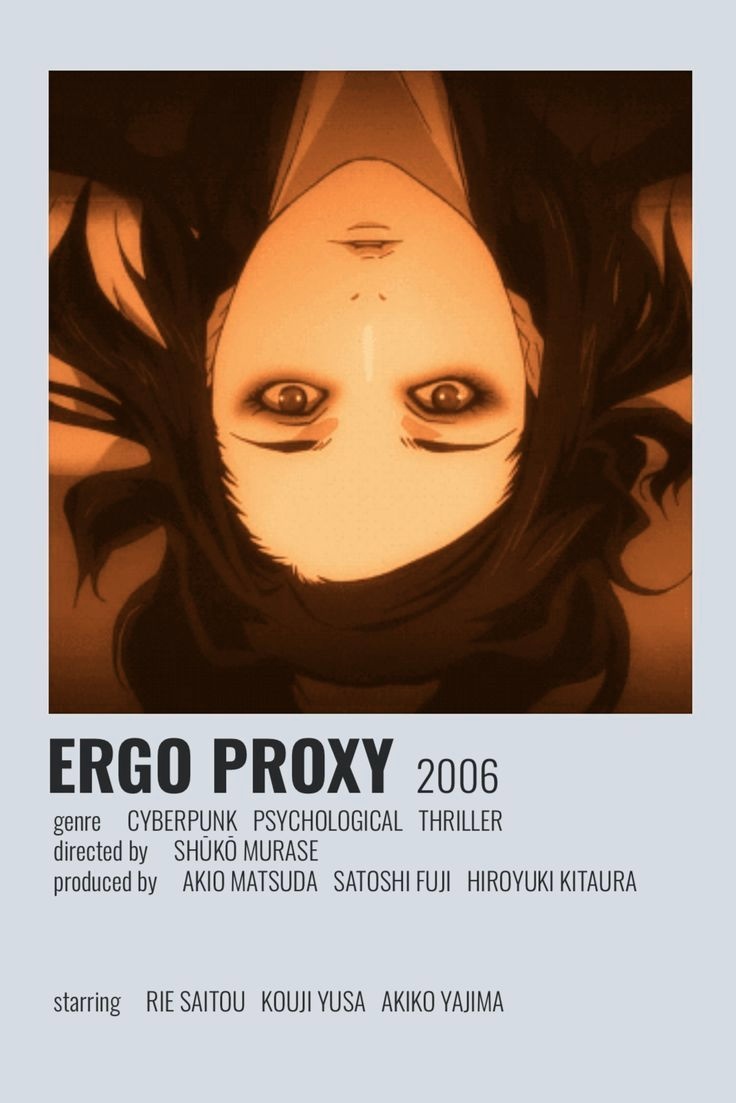 ERGO PROXY 2006
genre CYBERPUNK PSYCHOLOGICAL THRILLER
directed by SHŪKŌ MURASE
produced by AKIO MATSUDA SATOSHI FUJI HIROYUKI KITAURA
starring RIE SAITOU KOUJI YUSA AKIKO YAJIMA